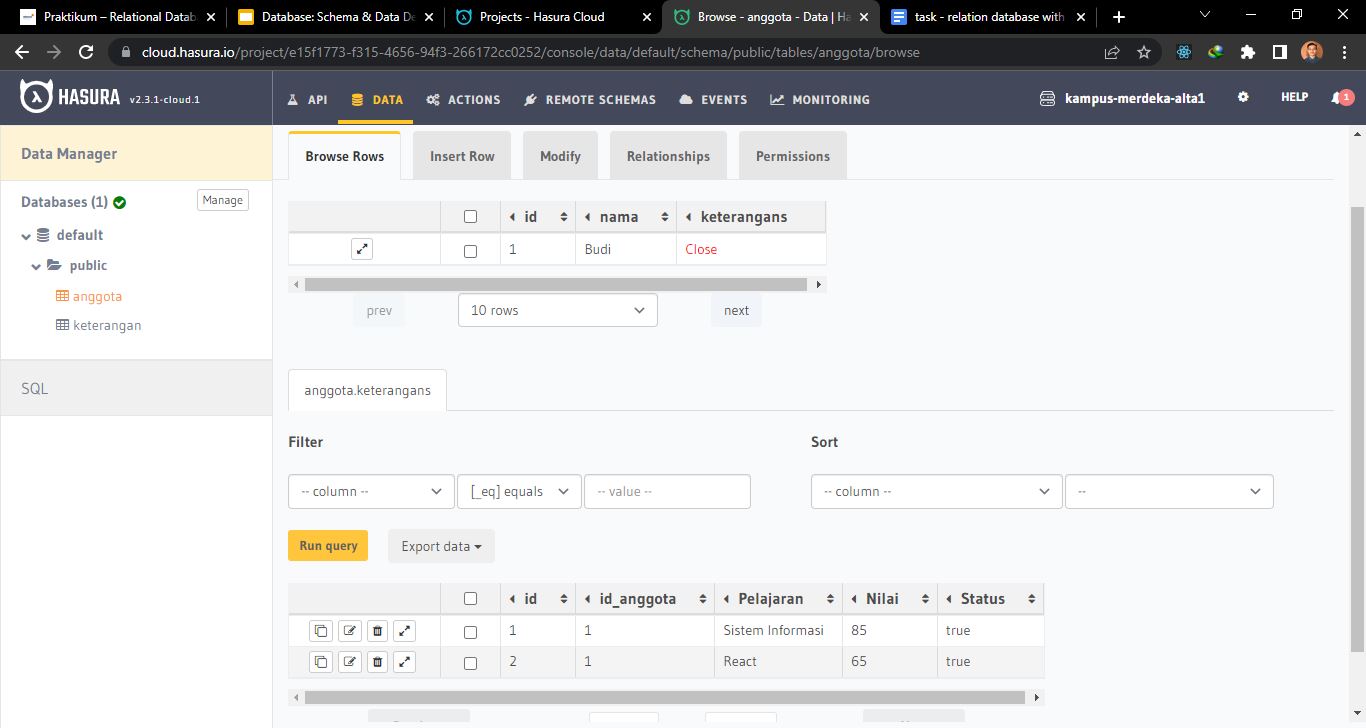 Praktikum – Relational Datab
Database: Schema & Data De
Projects - Hasura Cloud
Browse - anggota - Data | Ha
task - relation database with
cloud.hasura.io/project/e15f1773-f315-4656-94f3-266172cc0252/console/data/default/schema/public/tables/anggota/browse
HASURA v2.3.1-cloud.1
API DATA ACTIONS REMOTE SCHEMAS EVENTS MONITORING kampus-merdeka-alta1 HELP 1
Data Manager
Databases (1) Manage
default
public
anggota
keterangan
SQL
Browse Rows Insert Row Modify Relationships Permissions
id nama keterangans
1 Budi Close
prev 10 rows next
anggota.keterangans
Filter Sort
-- column -- [_eq] equals -- value -- -- column -- --
Run query Export data
id id_anggota Pelajaran Nilai Status
1 1 Sistem Informasi 85 true
2 1 React 65 true